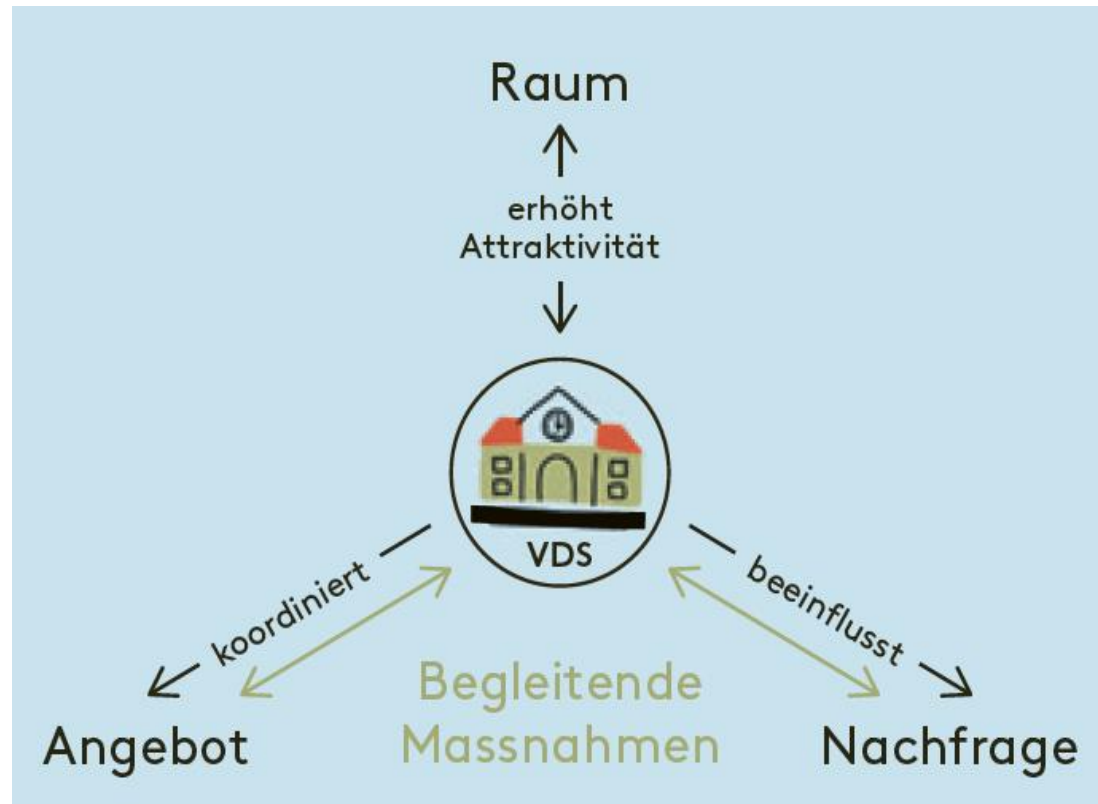 Raum
erhöht
Attraktivität
VDS
koordiniert
beeinflusst
Begleitende
Massnahmen
Angebot
Nachfrage